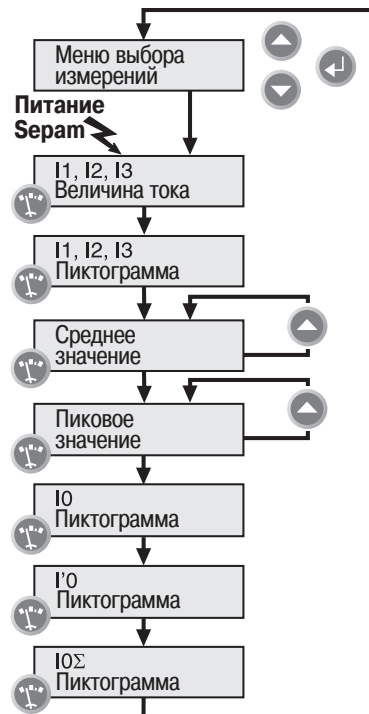 Меню выбора
измерений
Питание
Sepam
I1, I2, I3
Величина тока
I1, I2, I3
Пиктограмма
Среднее
значение
Пиковое
значение
I0
Пиктограмма
I'0
Пиктограмма
I0Σ
Пиктограмма